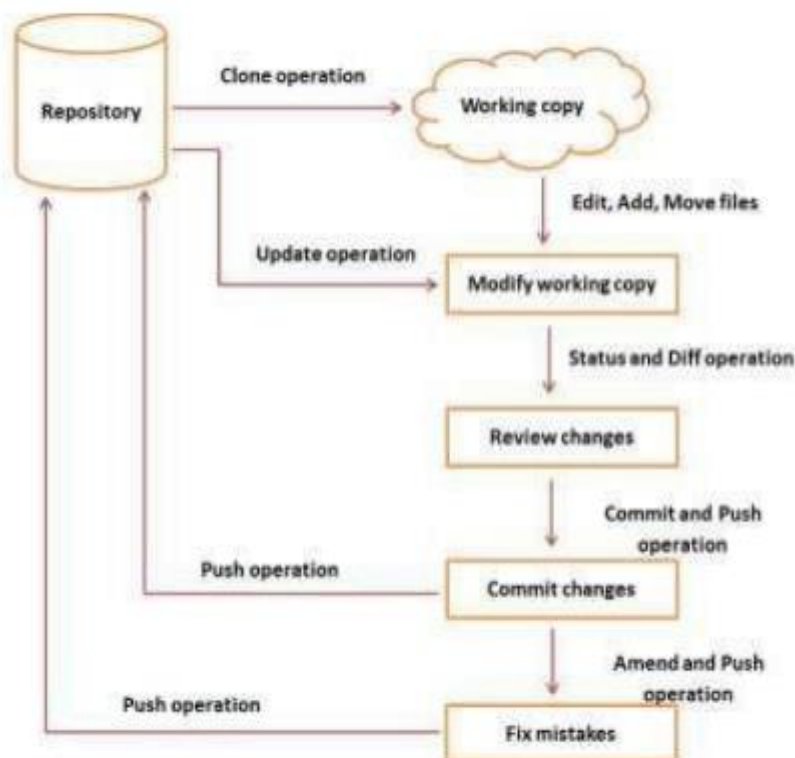 Clone operation
Repository
Working copy
Edit, Add, Move files
Update operation
Modify working copy
Status and Diff operation
Review changes
Commit and Push
operation
Push operation
Commit changes
Amend and Push
operation
Push operation
Fix mistakes